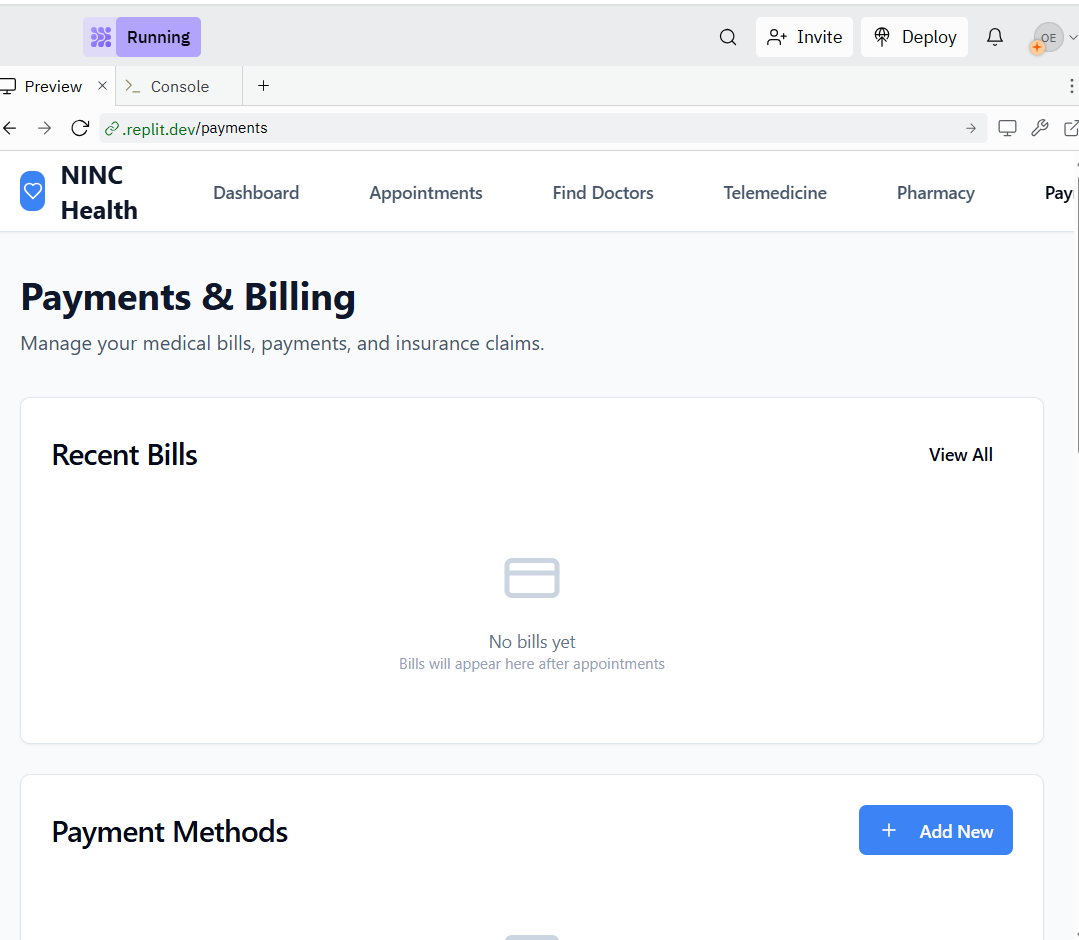 Running
Invite
Deploy
OE
Preview
Console
.replit.dev/payments
NINC Health
Dashboard
Appointments
Find Doctors
Telemedicine
Pharmacy
Pay
Payments & Billing
Manage your medical bills, payments, and insurance claims.
Recent Bills
View All
No bills yet
Bills will appear here after appointments
Payment Methods
+ Add New